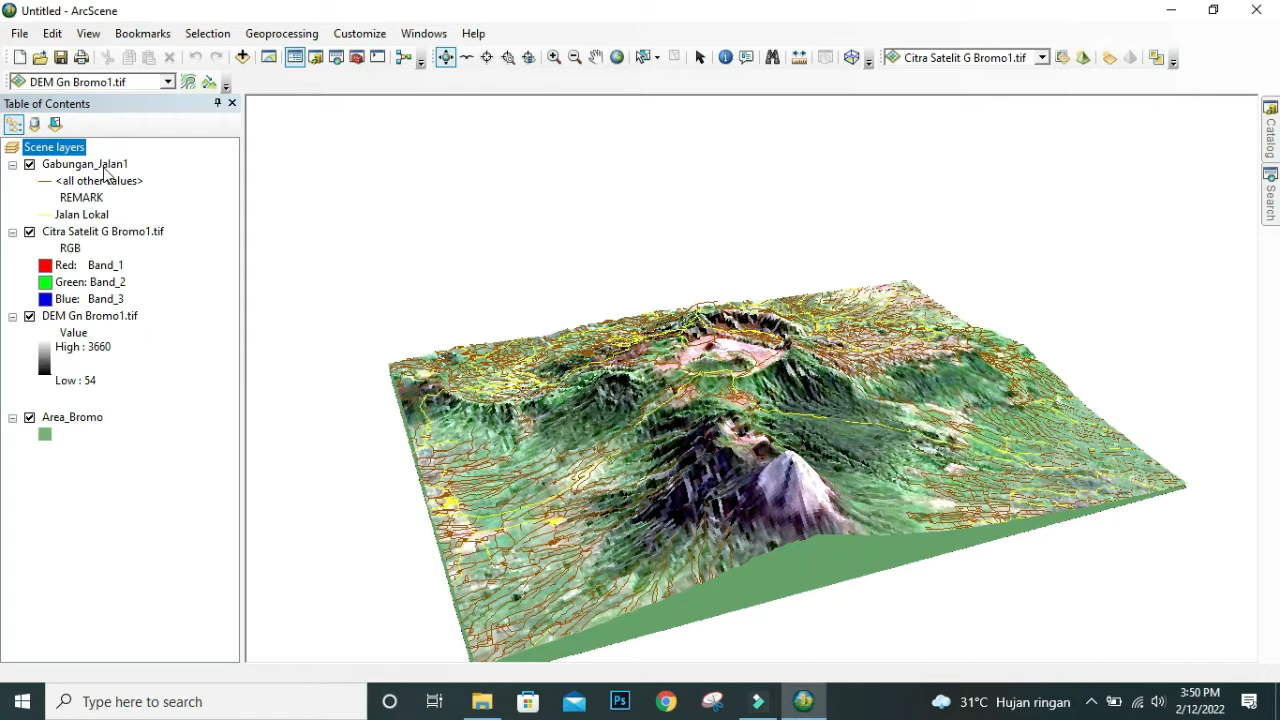 Untitled - ArcScene
File Edit View Bookmarks Selection Geoprocessing Customize Windows Help
Citra Satelit G Bromo1.tif
DEM Gn Bromo1.tif
Table of Contents
Scene layers
Gabungan_Jalan1
<all other values>
REMARK
Jalan Lokal
Citra Satelit G Bromo1.tif
RGB
Red: Band_1
Green: Band_2
Blue: Band_3
DEM Gn Bromo1.tif
Value
High : 3660
Low : 54
Area_Bromo
Catalog
Search
Type here to search
Ps
31°C Hujan ringan
3:50 PM
2/12/2022